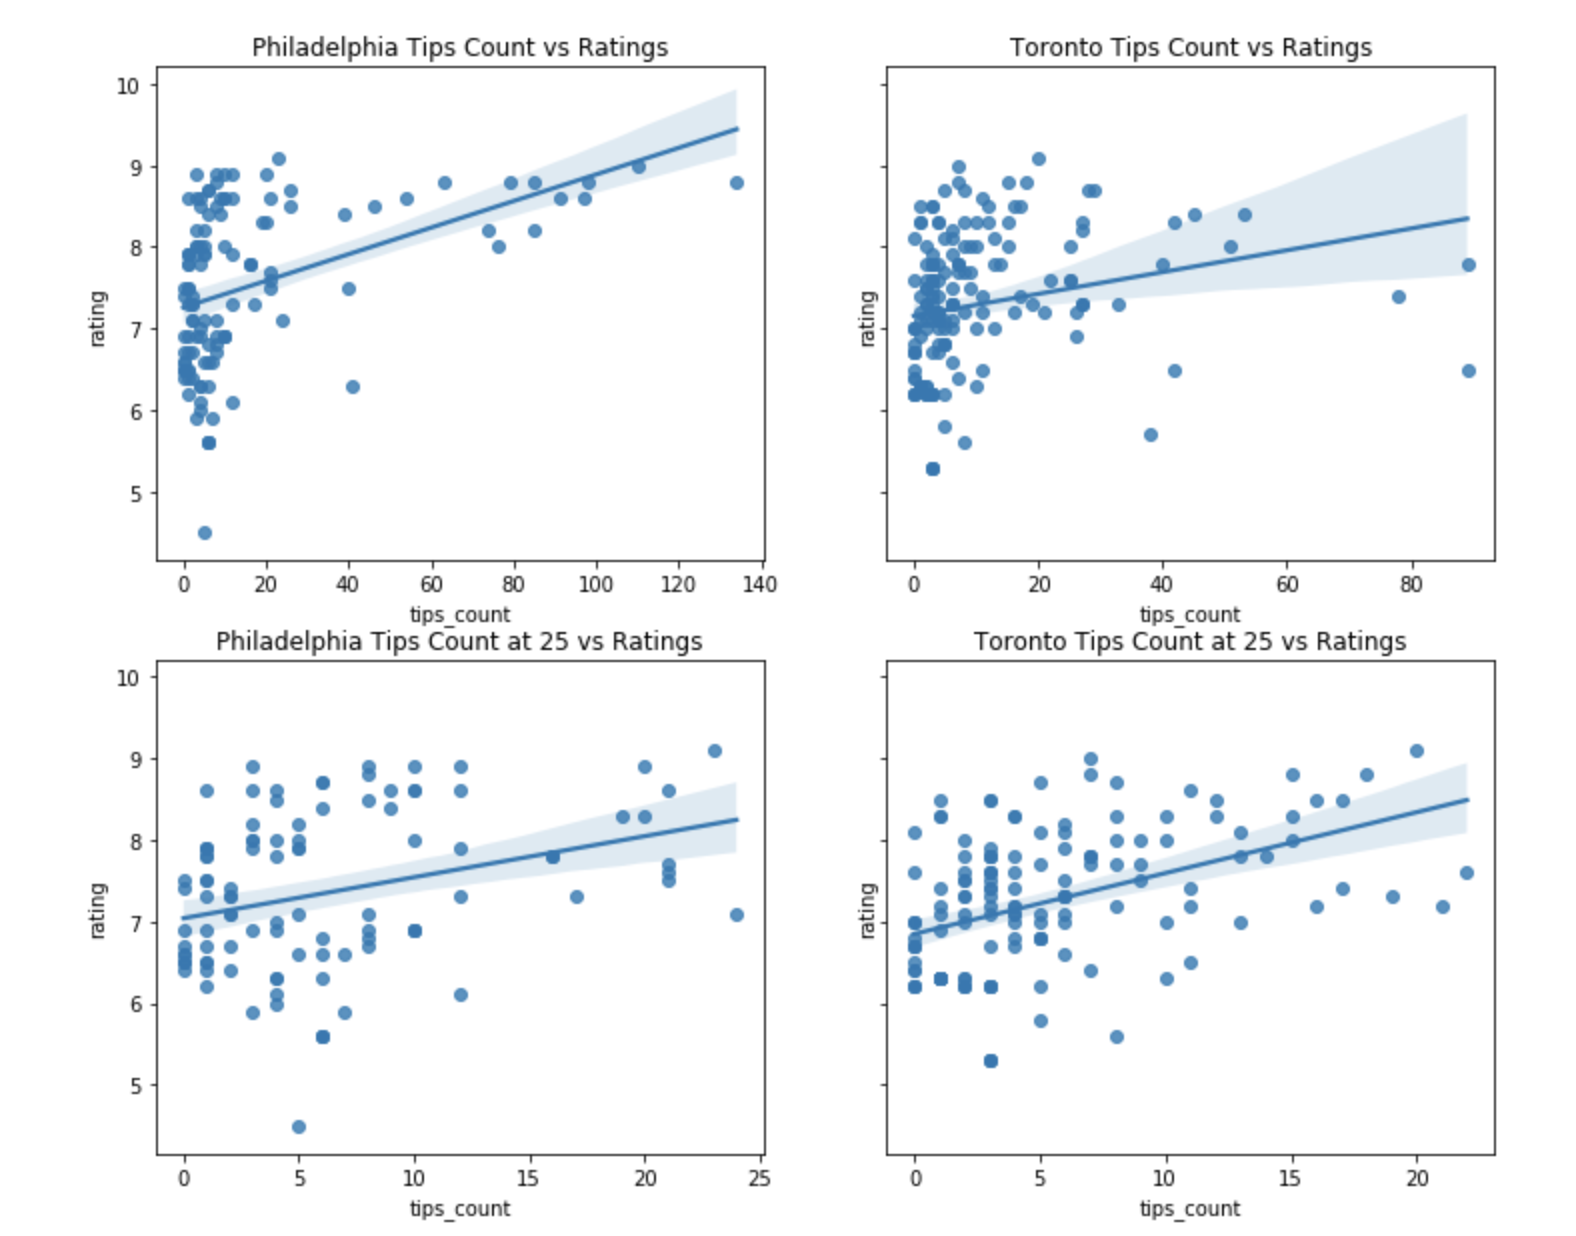 Philadelphia Tips Count vs Ratings
10
9
8
7
6
5
rating
0 20 40 60 80 100 120 140
tips_count
Toronto Tips Count vs Ratings
rating
0 20 40 60 80
tips_count
Philadelphia Tips Count at 25 vs Ratings
10
9
8
7
6
5
rating
0 5 10 15 20 25
tips_count
Toronto Tips Count at 25 vs Ratings
rating
0 5 10 15 20
tips_count